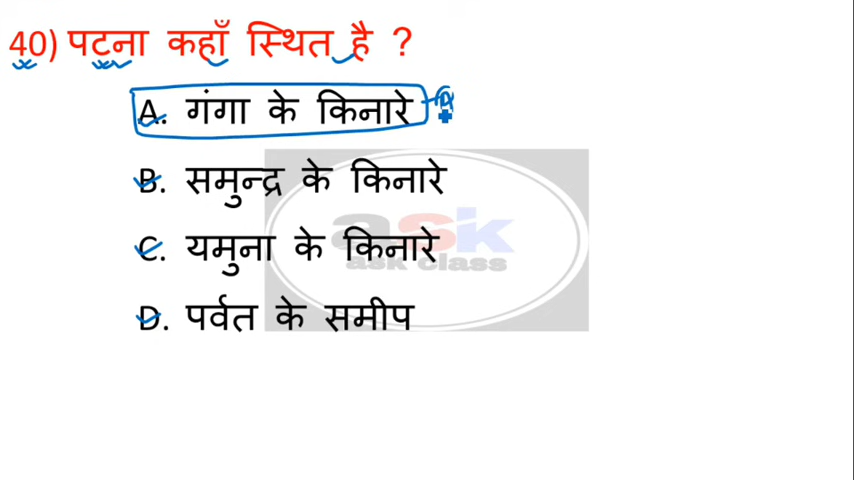 40) पटना कहाँ स्थित है ?
A. गंगा के किनारे
B. समुन्द्र के किनारे
C. यमुना के किनारे
D. पर्वत के समीप
ask
ask class